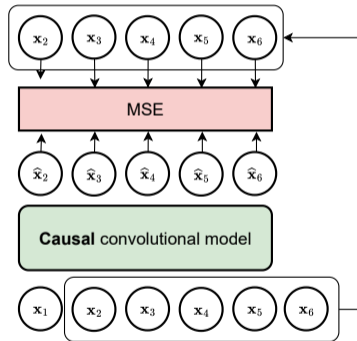 x₂ x₃ x₄ x₅ x₆
MSE
x̂₂ x̂₃ x̂₄ x̂₅ x̂₆
Causal convolutional model
x₁ x₂ x₃ x₄ x₅ x₆